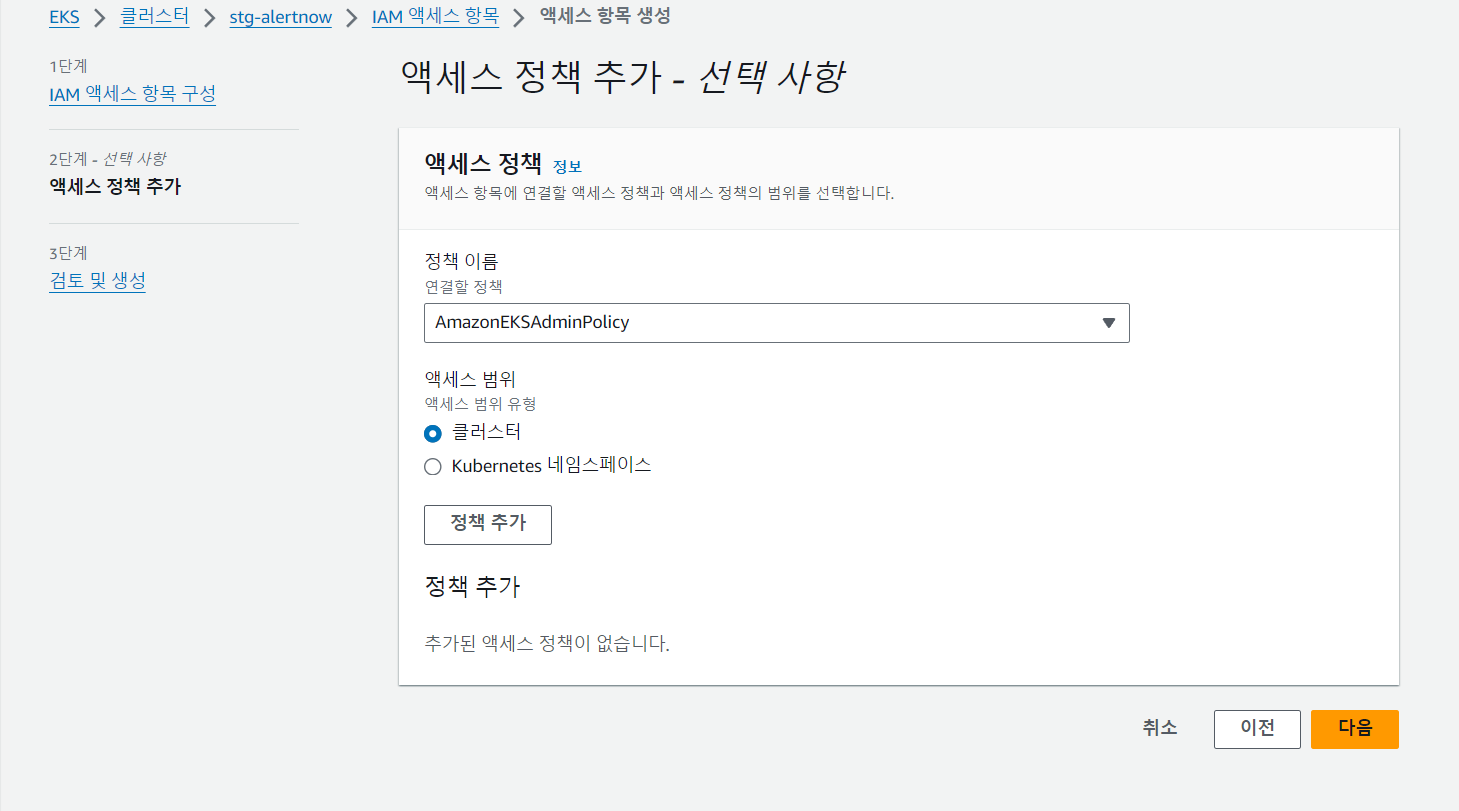 EKS > 클러스터 > stg-alertnow > IAM 액세스 항목 > 액세스 항목 생성
1단계
IAM 액세스 항목 구성
2단계 - 선택 사항
액세스 정책 추가
3단계
검토 및 생성
액세스 정책 추가 - 선택 사항
액세스 정책 정보
액세스 항목에 연결할 액세스 정책과 액세스 정책의 범위를 선택합니다.
정책 이름
연결할 정책
AmazonEKSAdminPolicy
액세스 범위
액세스 범위 유형
클러스터
Kubernetes 네임스페이스
정책 추가
정책 추가
추가된 액세스 정책이 없습니다.
취소 이전 다음